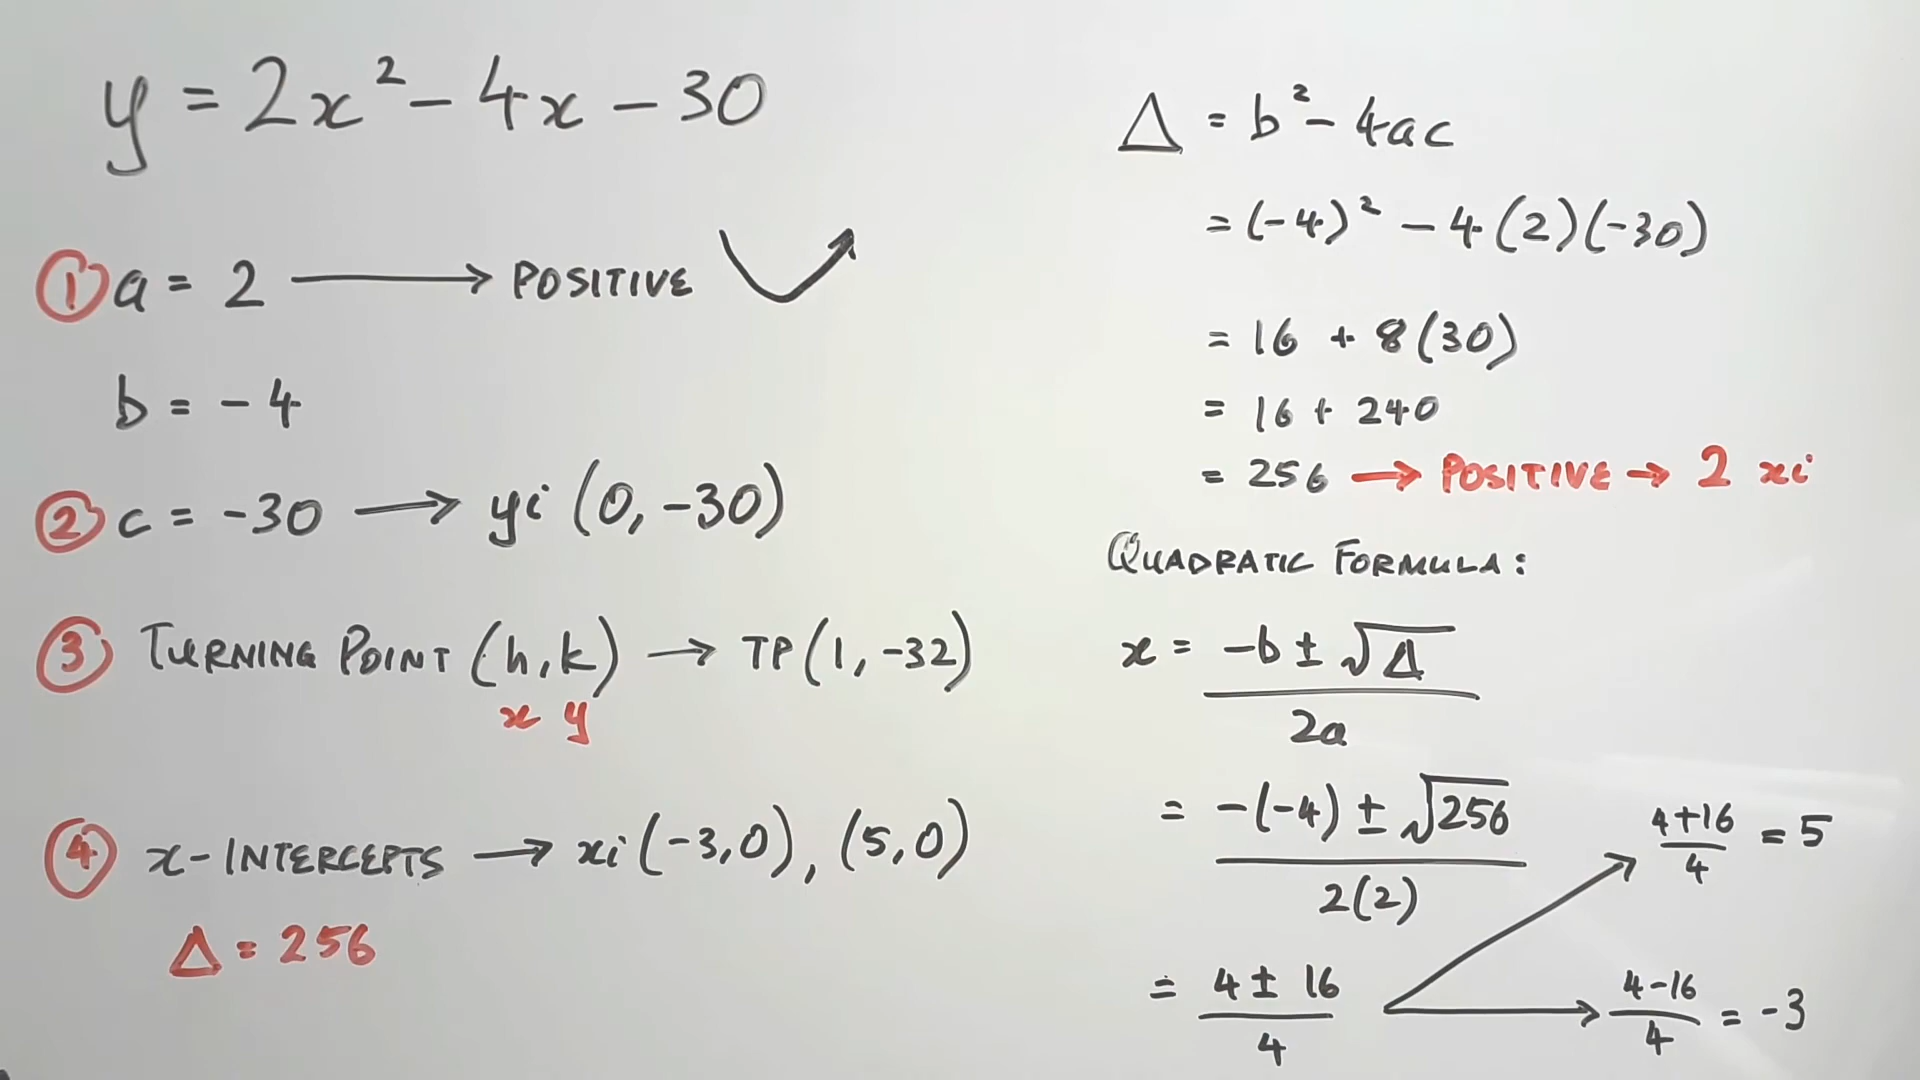 y = 2x² - 4x - 30
① a = 2 → POSITIVE
b = -4
② c = -30 → yi (0, -30)
③ TURNING POINT (h, k) → TP (1, -32)
x y
④ x-INTERCEPTS → xi (-3,0), (5,0)
Δ = 256
Δ = b² - 4ac
= (-4)² - 4(2)(-30)
= 16 + 8(30)
= 16 + 240
= 256 → POSITIVE → 2 xi
QUADRATIC FORMULA:
x = -b ± √Δ
2a
= -(-4) ± √256
2(2)
= 4 ± 16
4
4+16
4
= 5
4-16
4
= -3